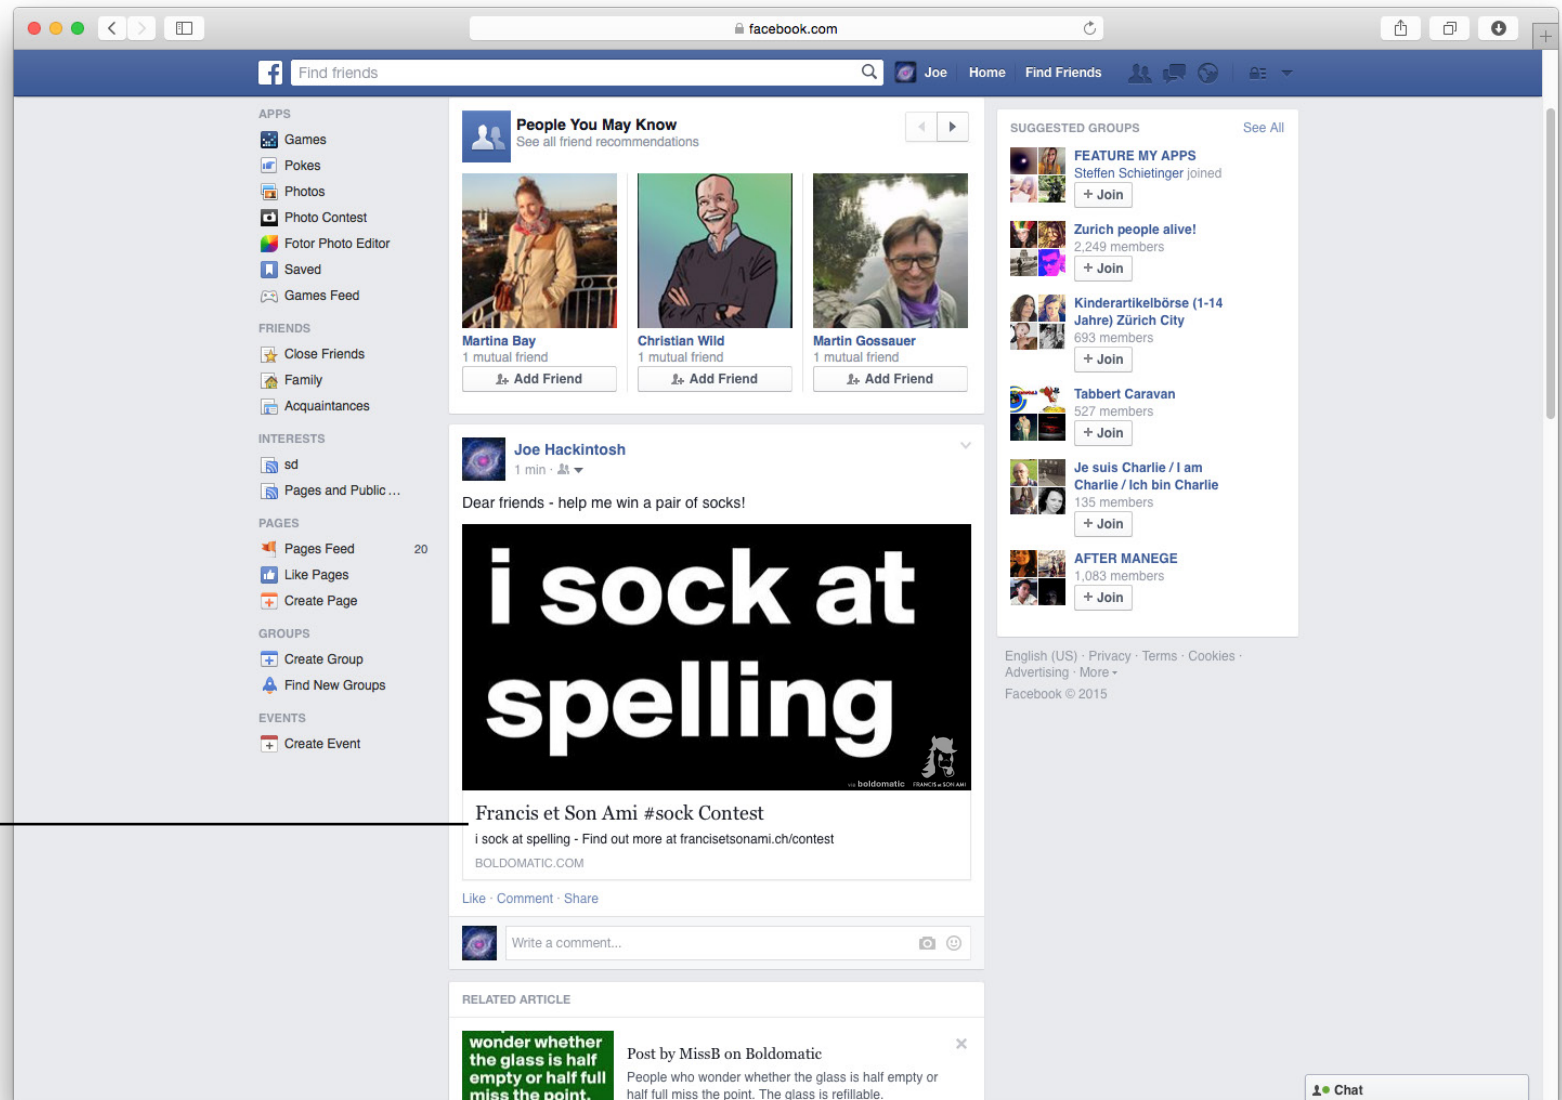 facebook.com
Find friends
Joe
Home
Find Friends
APPS
Games
Pokes
Photos
Photo Contest
Fotor Photo Editor
Saved
Games Feed
FRIENDS
Close Friends
Family
Acquaintances
INTERESTS
sd
Pages and Public ...
PAGES
Pages Feed 20
Like Pages
Create Page
GROUPS
Create Group
Find New Groups
EVENTS
Create Event
People You May Know
See all friend recommendations
Martina Bay
1 mutual friend
Add Friend
Christian Wild
1 mutual friend
Add Friend
Martin Gossauer
1 mutual friend
Add Friend
Joe Hackintosh
1 min ·
Dear friends - help me win a pair of socks!
i sock at
spelling
via boldomatic FRANCIS et SON AMI
Francis et Son Ami #sock Contest
i sock at spelling - Find out more at francisetsonami.ch/contest
BOLDOMATIC.COM
Like · Comment · Share
Write a comment...
RELATED ARTICLE
wonder whether
the glass is half
empty or half full
miss the point.
Post by MissB on Boldomatic
People who wonder whether the glass is half empty or
half full miss the point. The glass is refillable.
SUGGESTED GROUPS See All
FEATURE MY APPS
Steffen Schietinger joined
+ Join
Zurich people alive!
2,249 members
+ Join
Kinderartikelbörse (1-14
Jahre) Zürich City
693 members
+ Join
Tabbert Caravan
527 members
+ Join
Je suis Charlie / I am
Charlie / Ich bin Charlie
135 members
+ Join
AFTER MANEGE
1,083 members
+ Join
English (US) · Privacy · Terms · Cookies ·
Advertising · More
Facebook © 2015
Chat